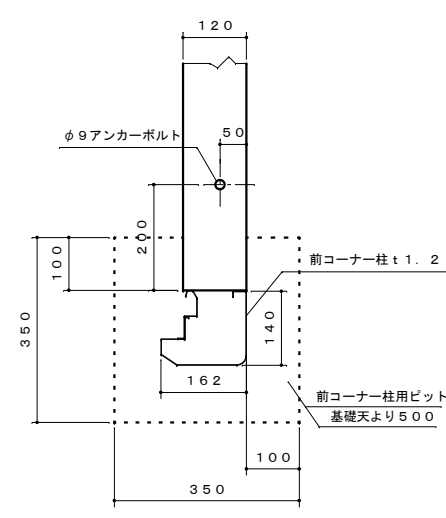 １２０
φ９アンカーボルト
５０
２００
１００
前コーナー柱ｔ１．２
３５０
１４０
１６２
前コーナー柱用ピット
基礎天より５００
１００
３５０